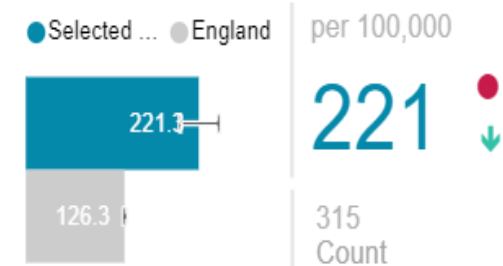 Selected ... England
221.3
126.3
per 100,000
221
315
Count